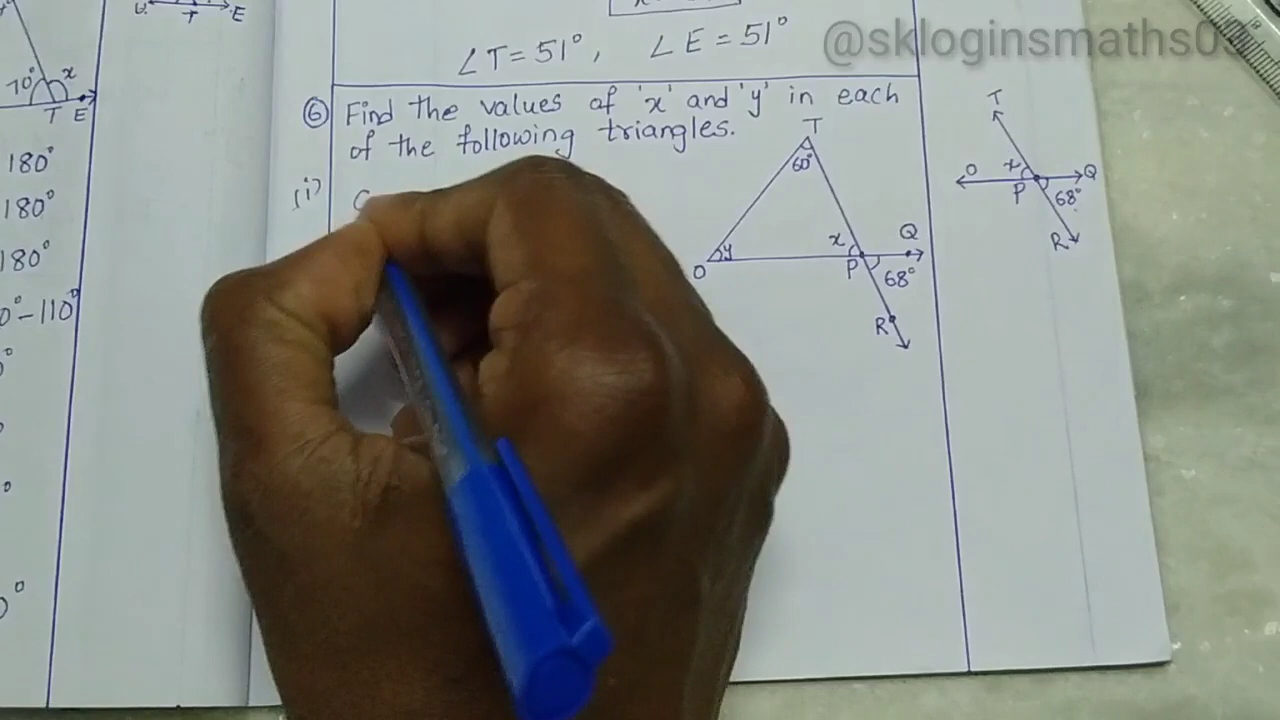 U T E
70° x
T E
180°
180°
180°
0° - 110°
∠T = 51°, ∠E = 51°
@skloginsmaths0
⑥ Find the values of 'x' and 'y' in each
of the following triangles.
(i)
T
60°
y
O
x
P
Q
68°
R
T
O x Q
P 68°
R